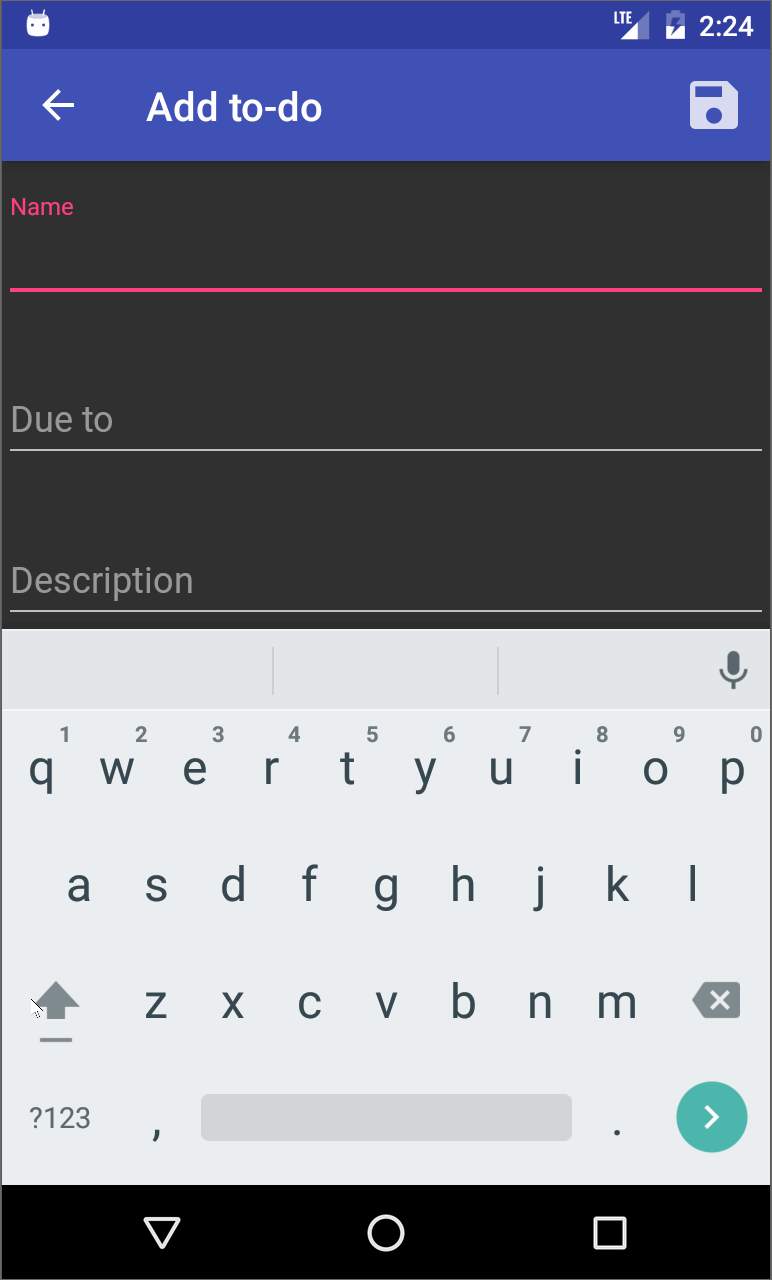 LTE 2:24
Add to-do
Name
Due to
Description
1 2 3 4 5 6 7 8 9 0
q w e r t y u i o p
a s d f g h j k l
z x c v b n m
?123 , .